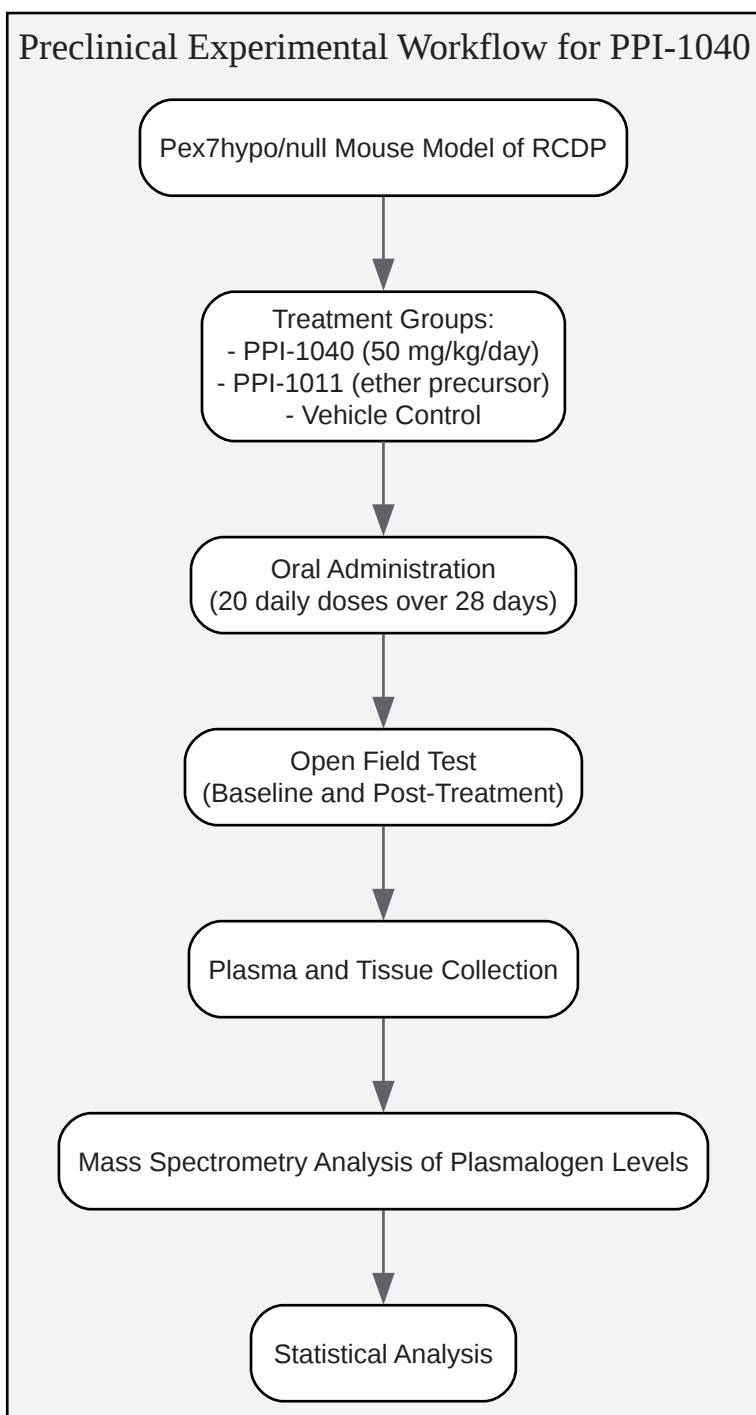 Preclinical Experimental Workflow for PPI-1040
Pex7hypo/null Mouse Model of RCDP
Treatment Groups:
- PPI-1040 (50 mg/kg/day)
- PPI-1011 (ether precursor)
- Vehicle Control
Oral Administration
(20 daily doses over 28 days)
Open Field Test
(Baseline and Post-Treatment)
Plasma and Tissue Collection
Mass Spectrometry Analysis of Plasmalogen Levels
Statistical Analysis